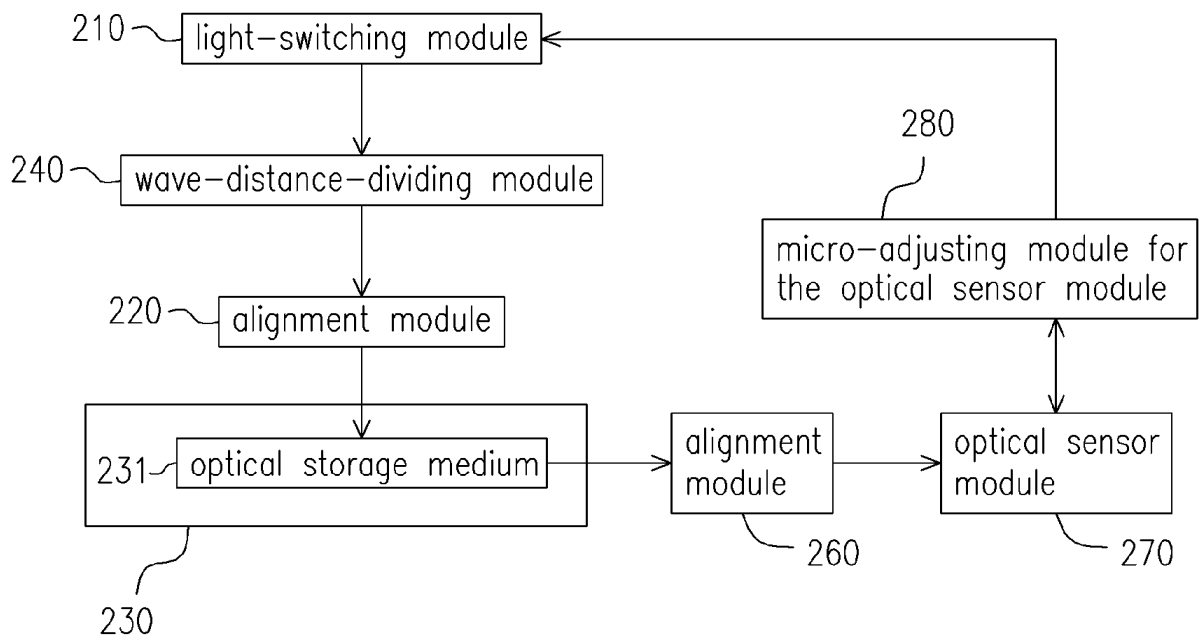 210
light-switching module
280
240
wave-distance-dividing module
micro-adjusting module for
the optical sensor module
220
alignment module
231
optical storage medium
alignment
module
optical sensor
module
260
270
230